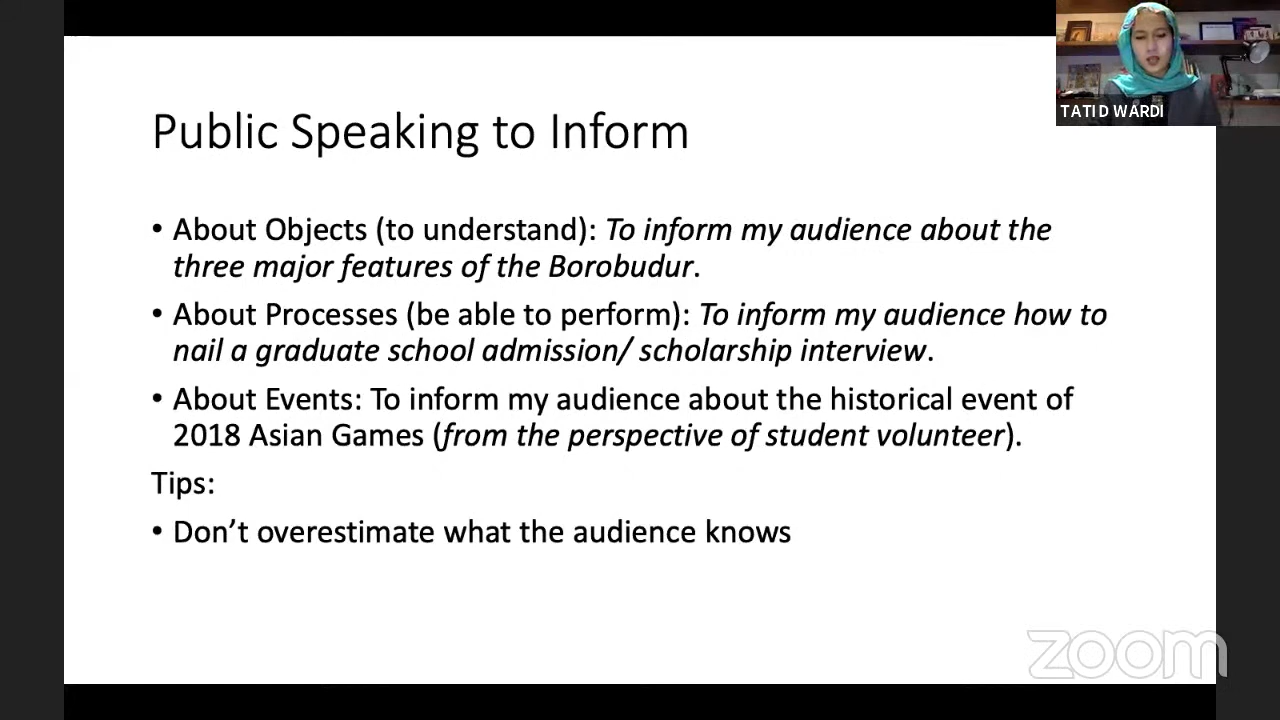 TATID WARDI
Public Speaking to Inform
• About Objects (to understand): To inform my audience about the
three major features of the Borobudur.
• About Processes (be able to perform): To inform my audience how to
nail a graduate school admission/ scholarship interview.
• About Events: To inform my audience about the historical event of
2018 Asian Games (from the perspective of student volunteer).
Tips:
• Don’t overestimate what the audience knows
zoom